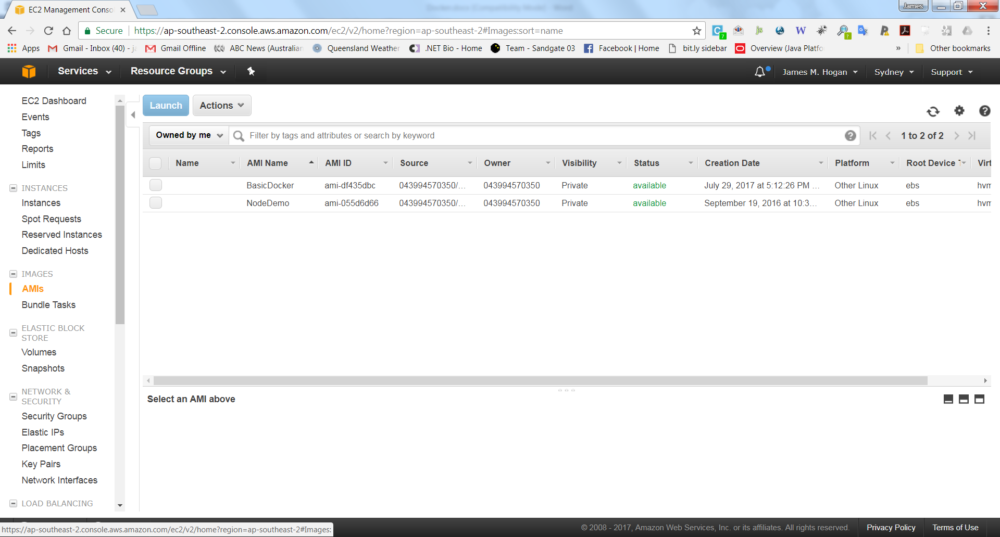 EC2 Management Conso
James
Secure https://ap-southeast-2.console.aws.amazon.com/ec2/v2/home?region=ap-southeast-2#Images:sort=name
Apps Gmail - Inbox (40) - Gmail Offline ABC News (Australian Queensland Weather .NET Bio - Home Team - Sandgate 03 Facebook | Home bit.ly sidebar Overview (Java Platfo » Other bookmarks
Services Resource Groups James M. Hogan Sydney Support
EC2 Dashboard
Events
Tags
Reports
Limits
INSTANCES
Instances
Spot Requests
Reserved Instances
Dedicated Hosts
IMAGES
AMIs
Bundle Tasks
ELASTIC BLOCK
STORE
Volumes
Snapshots
NETWORK &
SECURITY
Security Groups
Elastic IPs
Placement Groups
Key Pairs
Network Interfaces
LOAD BALANCING
Launch Actions
Owned by me Filter by tags and attributes or search by keyword 1 to 2 of 2
Name AMI Name AMI ID Source Owner Visibility Status Creation Date Platform Root Device T Virt
BasicDocker ami-df435dbc 043994570350/... 043994570350 Private available July 29, 2017 at 5:12:26 PM ... Other Linux ebs hvm
NodeDemo ami-055d6d66 043994570350/... 043994570350 Private available September 19, 2016 at 10:3... Other Linux ebs hvm
Select an AMI above
https://ap-southeast-2.console.aws.amazon.com/ec2/v2/home?region=ap-southeast-2#Images:
© 2008 - 2017, Amazon Web Services, Inc. or its affiliates. All rights reserved. Privacy Policy Terms of Use